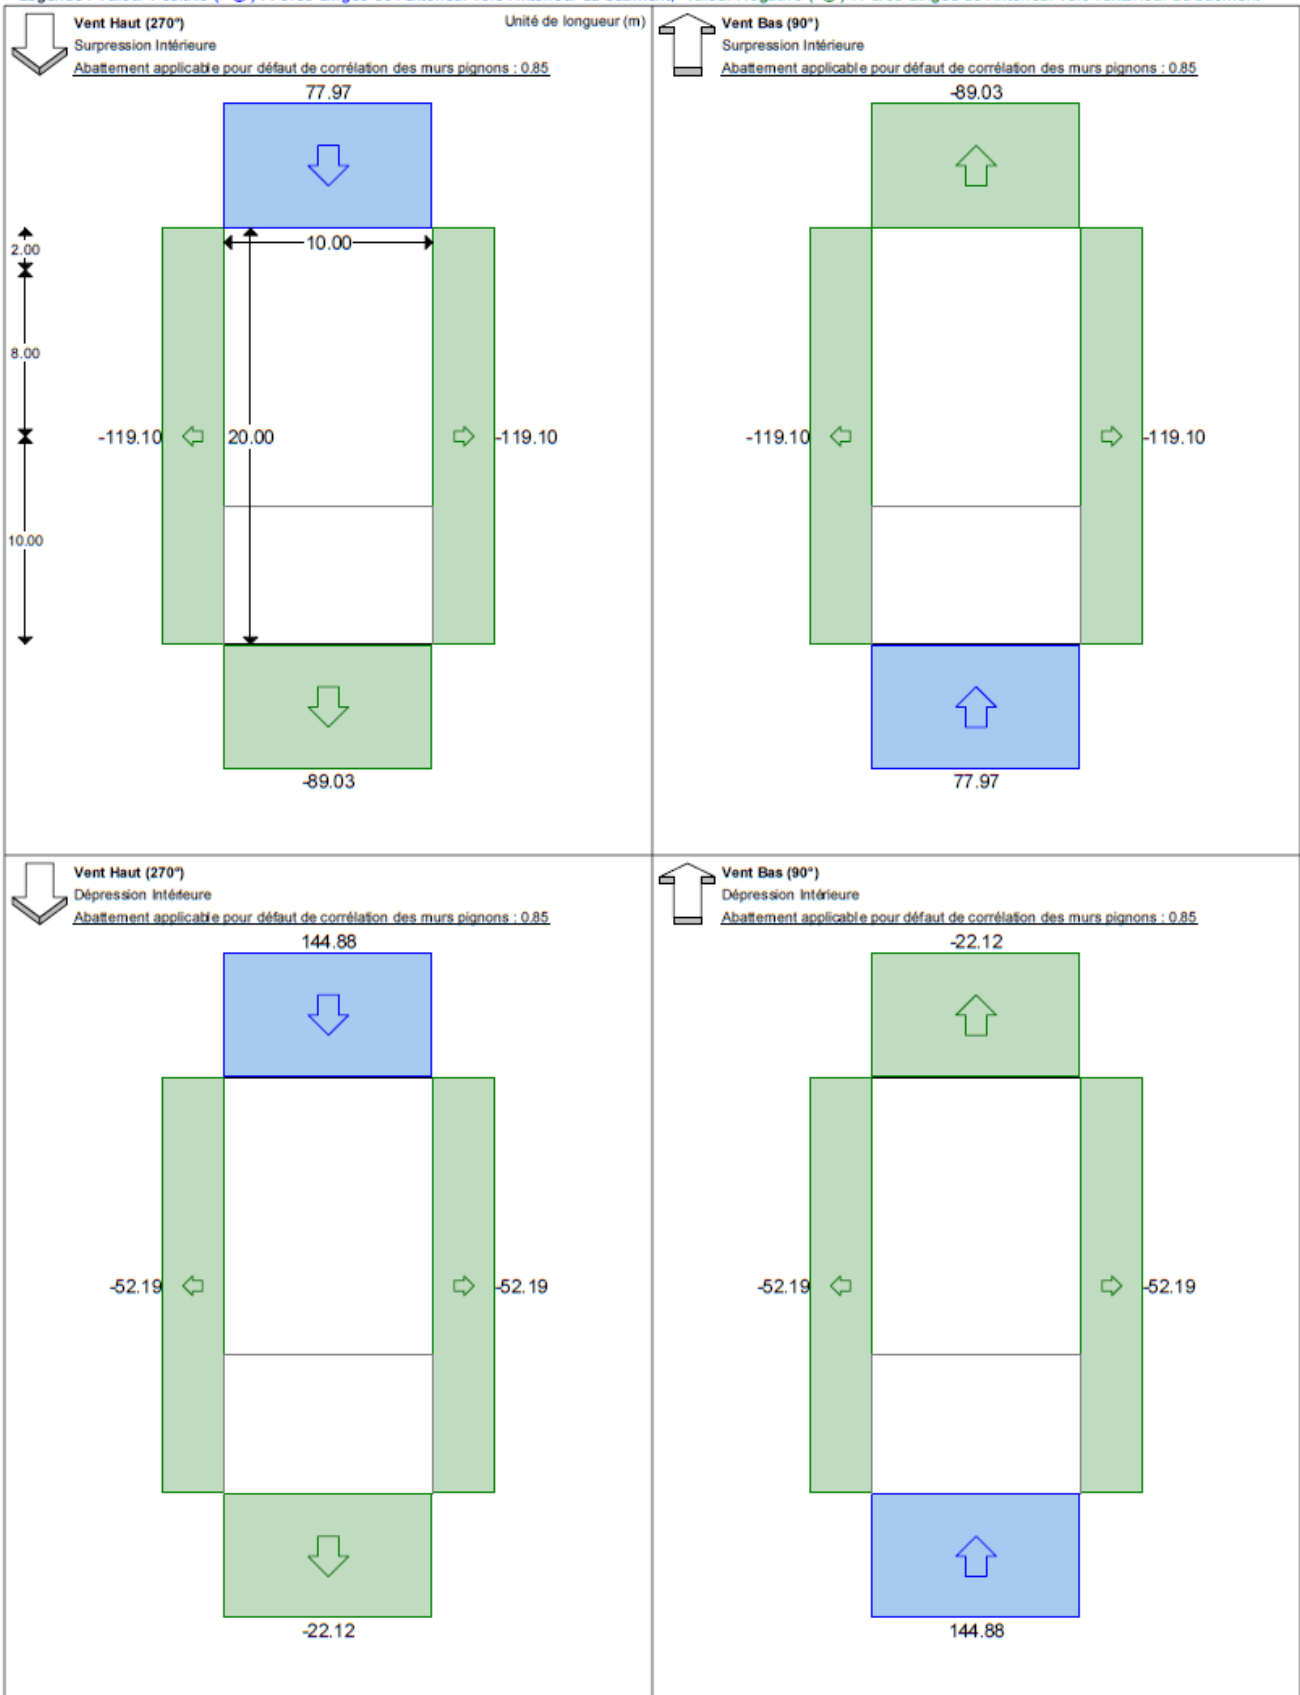 Vent Haut (270°)
Unité de longueur (m)
Surpression Intérieure
Abattement applicable pour défaut de corrélation des murs pignons : 0.85
77.97
2.00
10.00
8.00
-119.10
20.00
-119.10
10.00
-89.03
Vent Bas (90°)
Surpression Intérieure
Abattement applicable pour défaut de corrélation des murs pignons : 0.85
-89.03
-119.10
-119.10
77.97
Vent Haut (270°)
Dépression Intérieure
Abattement applicable pour défaut de corrélation des murs pignons : 0.85
144.88
-52.19
-52.19
-22.12
Vent Bas (90°)
Dépression Intérieure
Abattement applicable pour défaut de corrélation des murs pignons : 0.85
-22.12
-52.19
-52.19
144.88